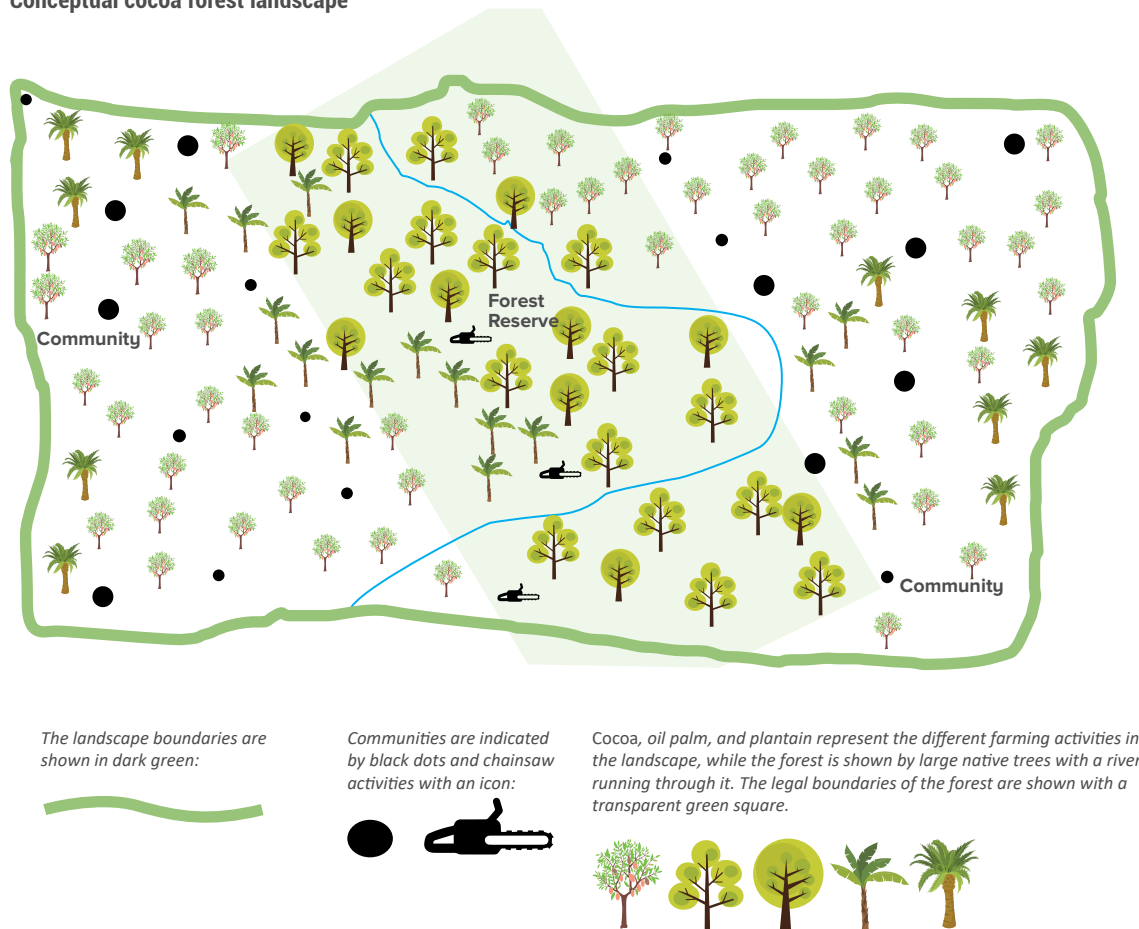 Conceptual cocoa forest landscape
Forest
Reserve
Community
Community
The landscape boundaries are
shown in dark green:
Communities are indicated
by black dots and chainsaw
activities with an icon:
Cocoa, oil palm, and plantain represent the different farming activities in
the landscape, while the forest is shown by large native trees with a river
running through it. The legal boundaries of the forest are shown with a
transparent green square.